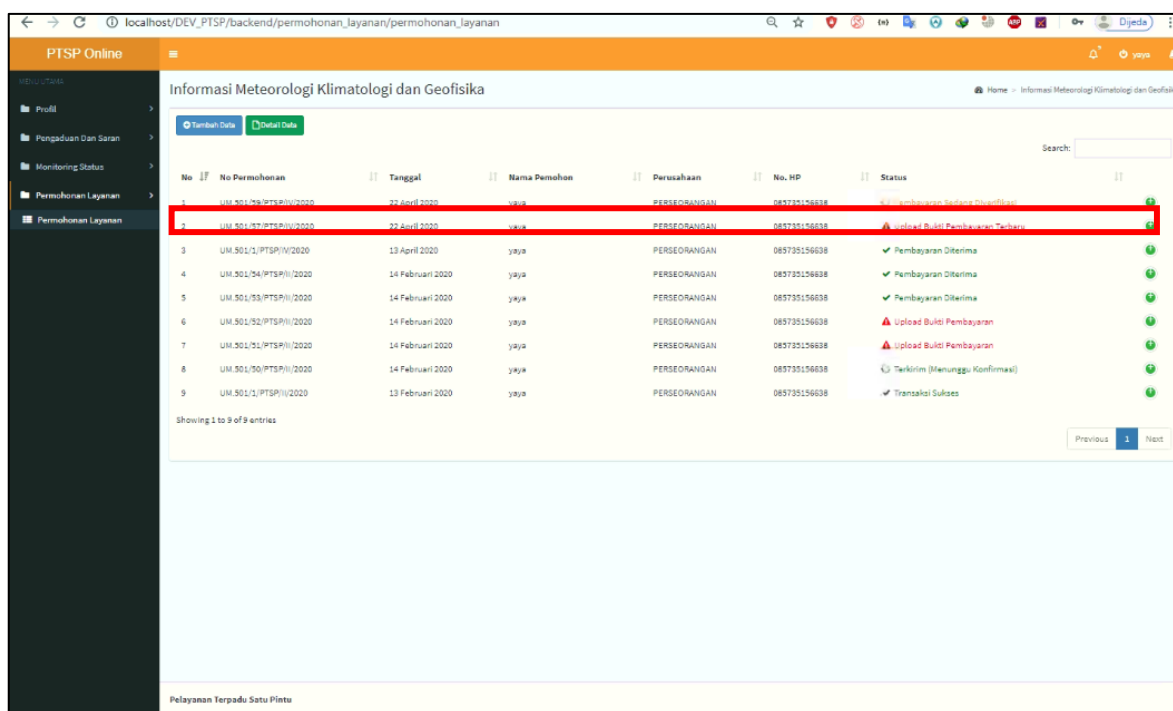 localhost/DEV_PTSP/backend/permohonan_layanan/permohonan_layanan
Dijeda
PTSP Online
yaya
MENU UTAMA
Profil
Pengaduan Dan Saran
Monitoring Status
Permohonan Layanan
Permohonan Layanan
Informasi Meteorologi Klimatologi dan Geofisika
Home > Informasi Meteorologi Klimatologi dan Geofisik
Tambah Data Detail Data
Search:
No No Permohonan Tanggal Nama Pemohon Perusahaan No. HP Status
1 UM.501/59/PTSP/IV/2020 22 April 2020 yaya PERSEORANGAN 085735156638 Pembayaran Sedang Diverifikasi
2 UM.501/57/PTSP/IV/2020 22 April 2020 yaya PERSEORANGAN 085735156638 Upload Bukti Pembayaran Terbaru
3 UM.501/1/PTSP/IV/2020 13 April 2020 yaya PERSEORANGAN 085735156638 Pembayaran Diterima
4 UM.501/54/PTSP/II/2020 14 Februari 2020 yaya PERSEORANGAN 085735156638 Pembayaran Diterima
5 UM.501/53/PTSP/II/2020 14 Februari 2020 yaya PERSEORANGAN 085735156638 Pembayaran Diterima
6 UM.501/52/PTSP/II/2020 14 Februari 2020 yaya PERSEORANGAN 085735156638 Upload Bukti Pembayaran
7 UM.501/51/PTSP/II/2020 14 Februari 2020 yaya PERSEORANGAN 085735156638 Upload Bukti Pembayaran
8 UM.501/50/PTSP/II/2020 14 Februari 2020 yaya PERSEORANGAN 085735156638 Terkirim (Menunggu Konfirmasi)
9 UM.501/1/PTSP/II/2020 13 Februari 2020 yaya PERSEORANGAN 085735156638 Transaksi Sukses
Showing 1 to 9 of 9 entries
Previous 1 Next
Pelayanan Terpadu Satu Pintu